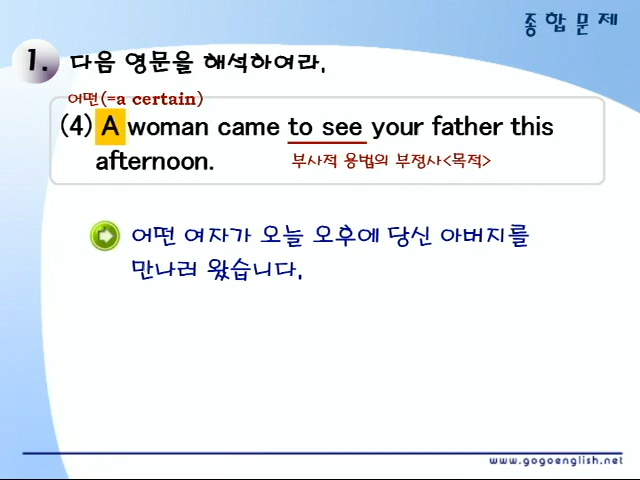 종합문제
1. 다음 영문을 해석하여라.
어떤(=a certain)
(4) A woman came to see your father this
afternoon.
부사적 용법의 부정사<목적>
어떤 여자가 오늘 오후에 당신 아버지를
만나러 왔습니다.
www.gogoenglish.net